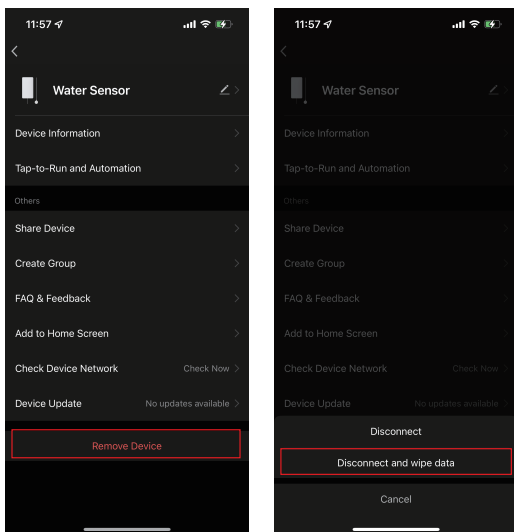 11:57
Water Sensor
Device Information
Tap-to-Run and Automation
Others
Share Device
Create Group
FAQ & Feedback
Add to Home Screen
Check Device Network Check Now
Device Update No updates available
Remove Device
11:57
Water Sensor
Device Information
Tap-to-Run and Automation
Others
Share Device
Create Group
FAQ & Feedback
Add to Home Screen
Check Device Network Check Now
Device Update No updates available
Disconnect
Disconnect and wipe data
Cancel